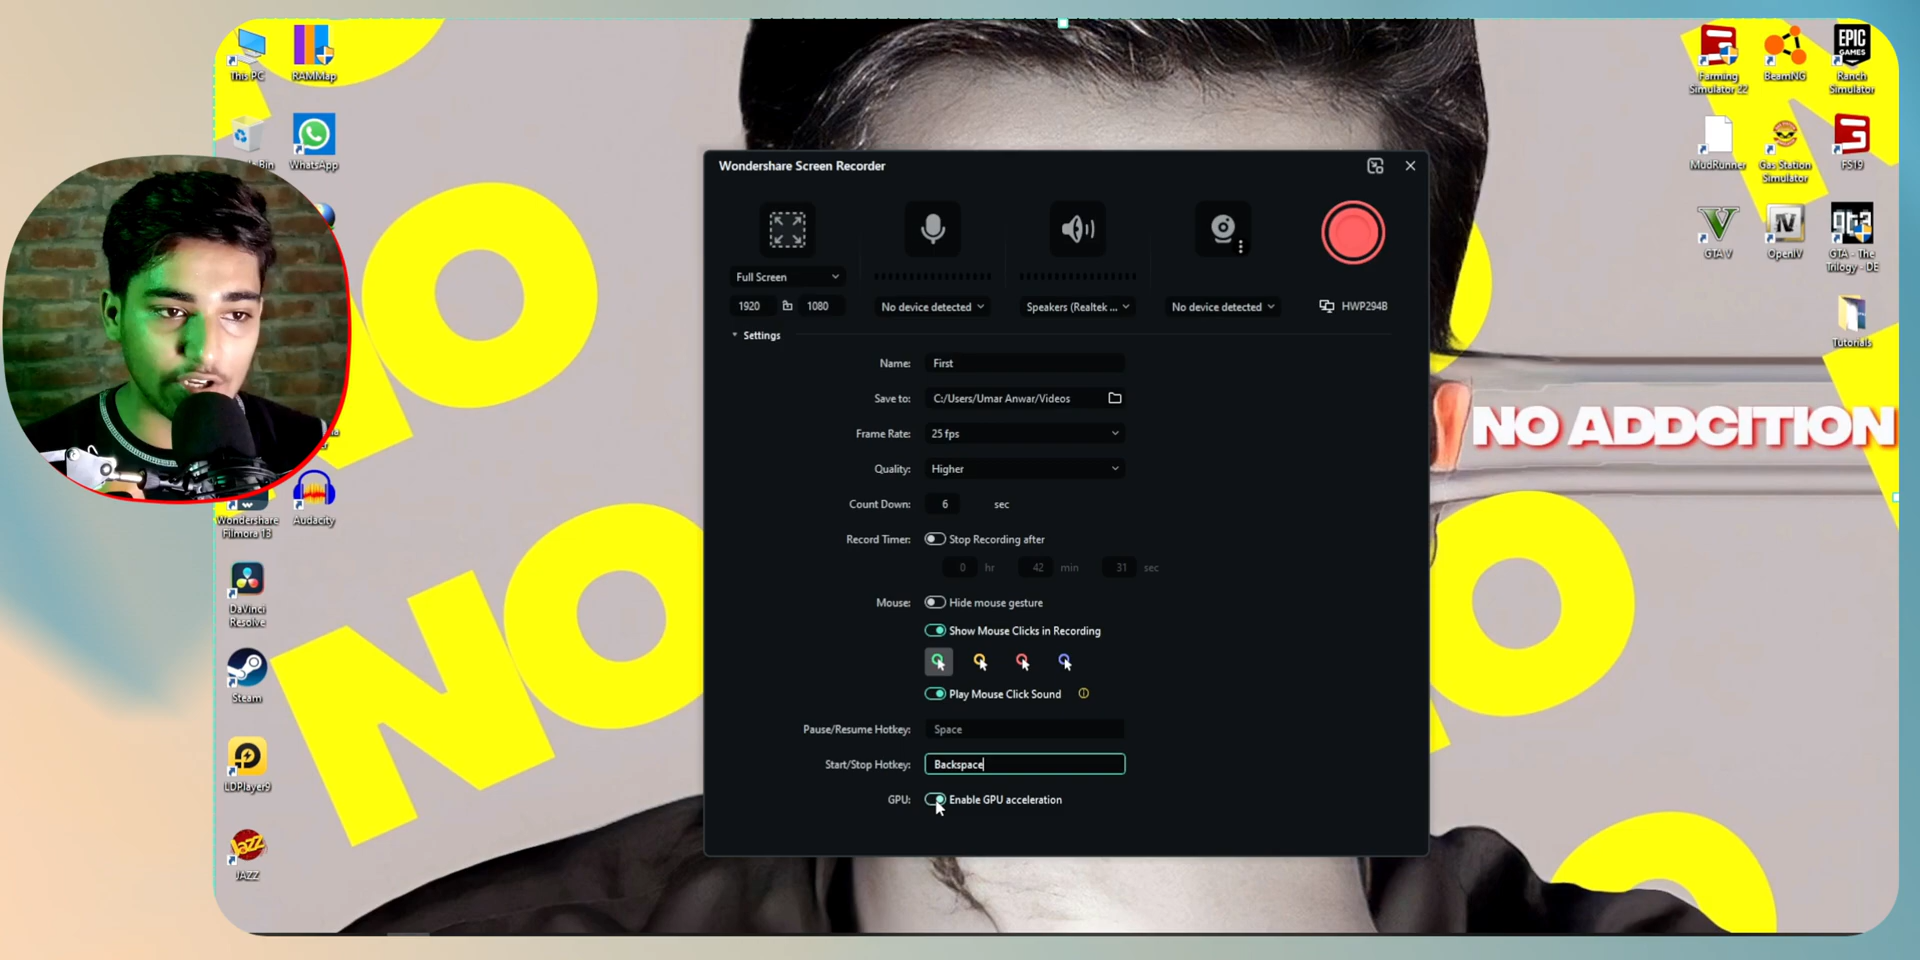 This PC
RAMMap
Farming
Simulator 22
BeamNG
EPIC
GAMES
Ranch
Simulator
Bin
WhatsApp
MudRunner
Gas Station
Simulator
FS19
GTA V
OpenIV
GTA - The
Trilogy - DE
Tutorials
Wondershare
Filmora 13
Audacity
DaVinci
Resolve
Steam
LDPlayer9
Jazz
JAZZ
NO
NO ADDCITION
Wondershare Screen Recorder
Full Screen
1920
1080
No device detected
Speakers (Realtek ...
No device detected
HWP294B
Settings
Name: First
Save to: C:/Users/Umar Anwar/Videos
Frame Rate: 25 fps
Quality: Higher
Count Down: 6 sec
Record Timer: Stop Recording after
0 hr 42 min 31 sec
Mouse: Hide mouse gesture
Show Mouse Clicks in Recording
Play Mouse Click Sound
Pause/Resume Hotkey: Space
Start/Stop Hotkey: Backspace
GPU: Enable GPU acceleration